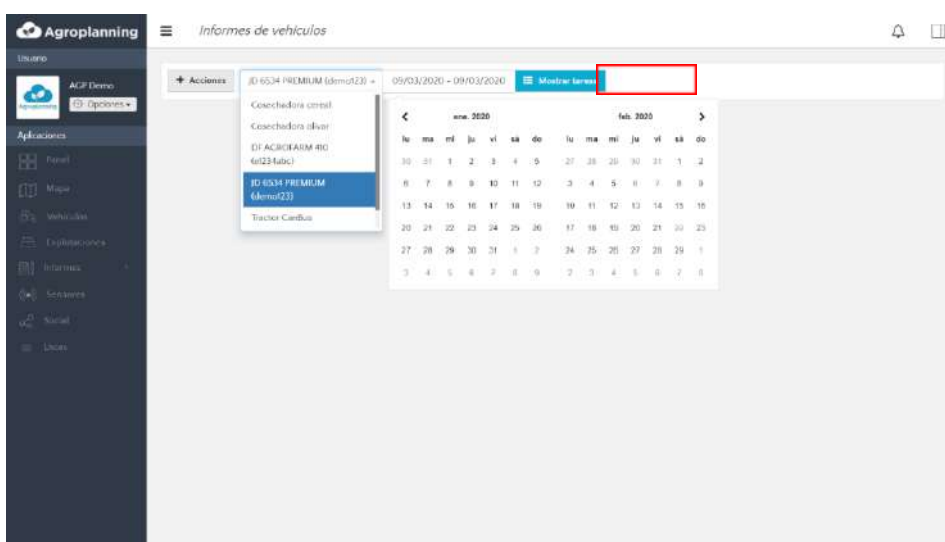 Agroplanning
Informes de vehículos
Usuario
AGP Demo
Opciones
Aplicaciones
Panel
Mapa
Vehículos
Explotaciones
Informes
Sensores
Social
+ Acciones
JD 6534 PREMIUM (demo123)
09/03/2020 - 09/03/2020
Mostrar tareas
Cosechadora cereal
Cosechadora olivar
DF AGROFARM 410
JD 6534 PREMIUM
(demo123)
ene. 2020
lu ma mi ju vi sá do
30 31 1 2 3 4 5
6 7 8 9 10 11 12
13 14 15 16 17 18 19
20 21 22 23 24 25 26
27 28 29 30 31 1 2
3 4 5 6 7 8 9
feb. 2020
lu ma mi ju vi sá do
27 28 29 30 31 1 2
3 4 5 6 7 8 9
10 11 12 13 14 15 16
17 18 19 20 21 22 23
24 25 26 27 28 29 1
2 3 4 5 6 7 8